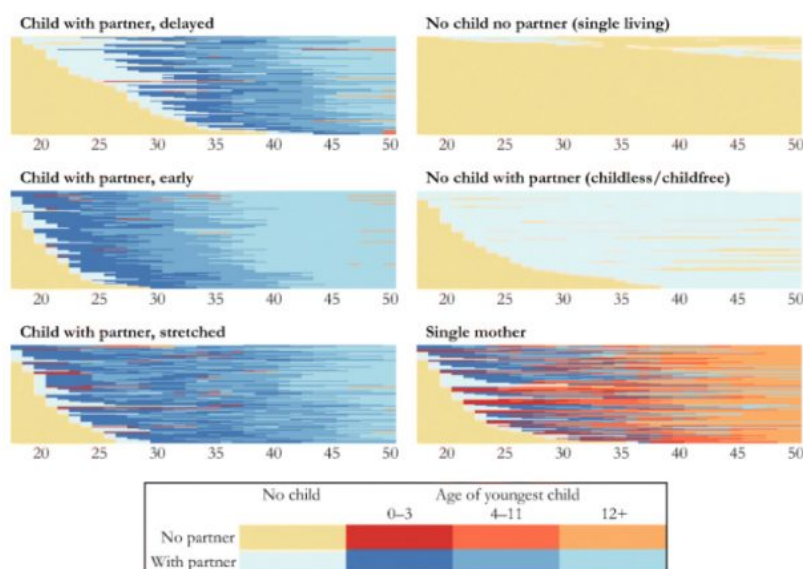 Child with partner, delayed
No child no partner (single living)
20 25 30 35 40 45 50
20 25 30 35 40 45 50
Child with partner, early
No child with partner (childless/childfree)
20 25 30 35 40 45 50
20 25 30 35 40 45 50
Child with partner, stretched
Single mother
20 25 30 35 40 45 50
20 25 30 35 40 45 50
No child
Age of youngest child
0–3 4–11 12+
No partner
With partner